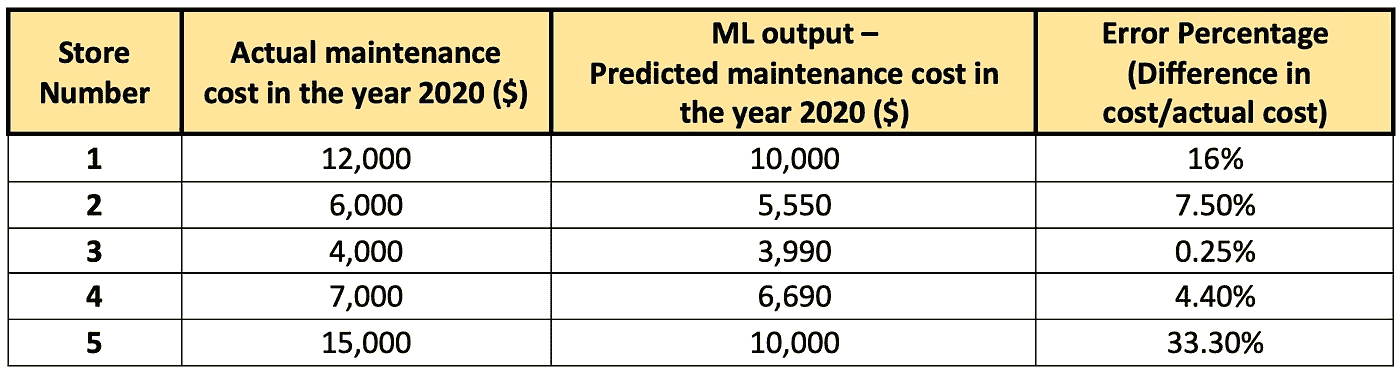 Store Number Actual maintenance cost in the year 2020 ($) ML output – Predicted maintenance cost in the year 2020 ($) Error Percentage (Difference in cost/actual cost)
1 12,000 10,000 16%
2 6,000 5,550 7.50%
3 4,000 3,990 0.25%
4 7,000 6,690 4.40%
5 15,000 10,000 33.30%